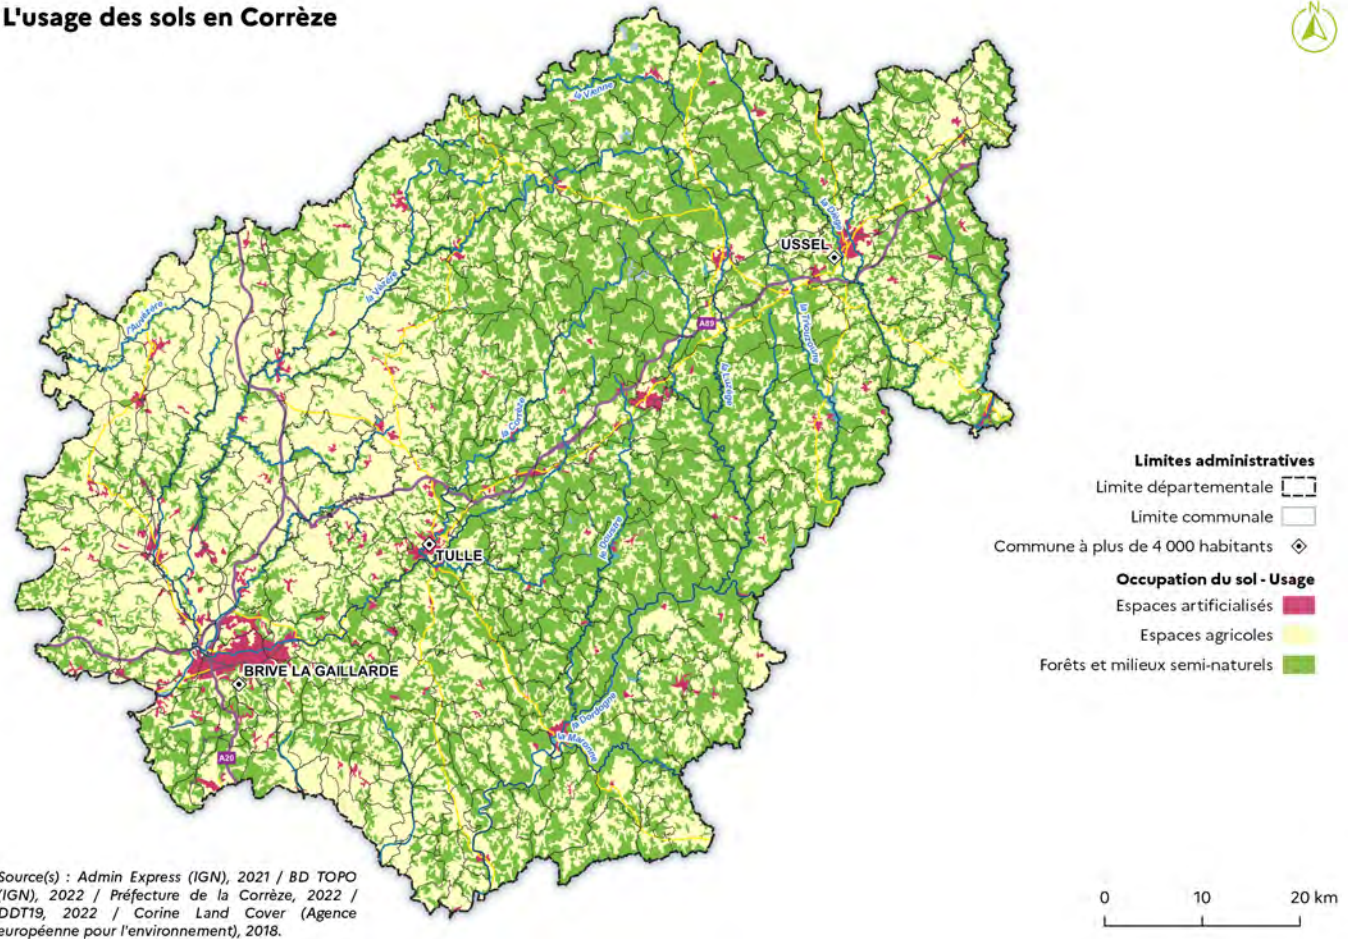 L'usage des sols en Corrèze
N
la Vienne
la Diège
USSEL
la Vézère
l'Auvézère
A89
la Triouzoune
la Luzège
la Corrèze
la Doustre
TULLE
BRIVE LA GAILLARDE
la Dordogne
la Maronne
A20
Limites administratives
Limite départementale
Limite communale
Commune à plus de 4 000 habitants
Occupation du sol - Usage
Espaces artificialisés
Espaces agricoles
Forêts et milieux semi-naturels
Source(s) : Admin Express (IGN), 2021 / BD TOPO
(IGN), 2022 / Préfecture de la Corrèze, 2022 /
DDT19, 2022 / Corine Land Cover (Agence
européenne pour l'environnement), 2018.
0 10 20 km